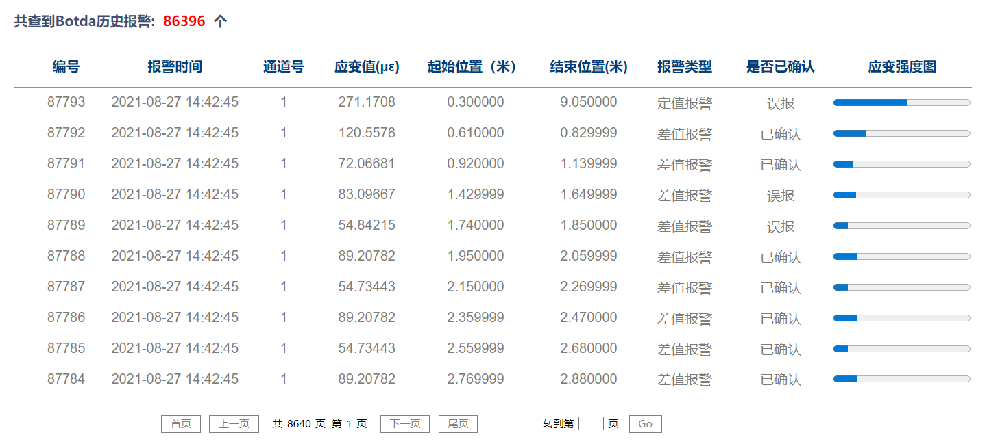 共查到Botda历史报警: 86396 个
编号 报警时间 通道号 应变值(με) 起始位置（米） 结束位置(米) 报警类型 是否已确认 应变强度图
87793 2021-08-27 14:42:45 1 271.1708 0.300000 9.050000 定值报警 误报
87792 2021-08-27 14:42:45 1 120.5578 0.610000 0.829999 差值报警 已确认
87791 2021-08-27 14:42:45 1 72.06681 0.920000 1.139999 差值报警 已确认
87790 2021-08-27 14:42:45 1 83.09667 1.429999 1.649999 差值报警 误报
87789 2021-08-27 14:42:45 1 54.84215 1.740000 1.850000 差值报警 误报
87788 2021-08-27 14:42:45 1 89.20782 1.950000 2.059999 差值报警 已确认
87787 2021-08-27 14:42:45 1 54.73443 2.150000 2.269999 差值报警 已确认
87786 2021-08-27 14:42:45 1 89.20782 2.359999 2.470000 差值报警 已确认
87785 2021-08-27 14:42:45 1 54.73443 2.559999 2.680000 差值报警 已确认
87784 2021-08-27 14:42:45 1 89.20782 2.769999 2.880000 差值报警 已确认
首页 上一页 共 8640 页 第 1 页 下一页 尾页 转到第 页 Go